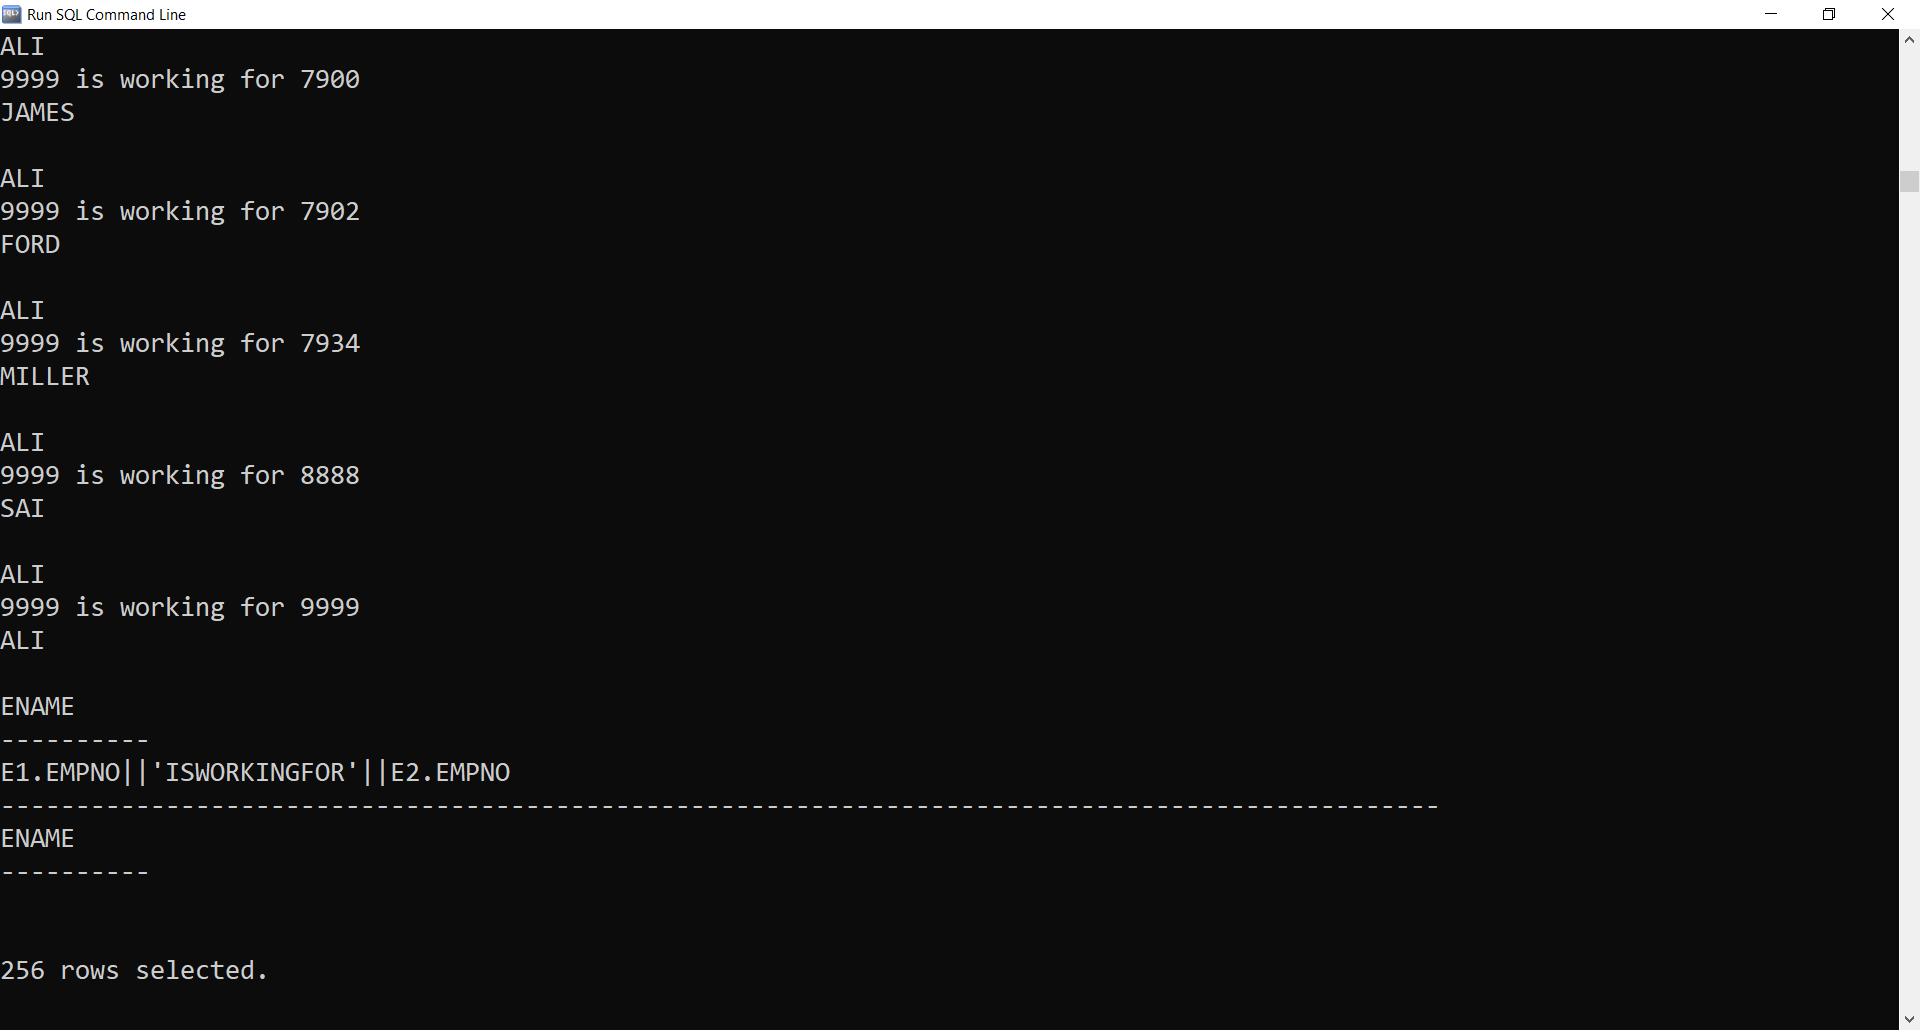 Run SQL Command Line
ALI
9999 is working for 7900
JAMES
ALI
9999 is working for 7902
FORD
ALI
9999 is working for 7934
MILLER
ALI
9999 is working for 8888
SAI
ALI
9999 is working for 9999
ALI
ENAME
----------
E1.EMPNO||'ISWORKINGFOR'||E2.EMPNO
------------------------------------------------------------------------------------------------
ENAME
----------
256 rows selected.